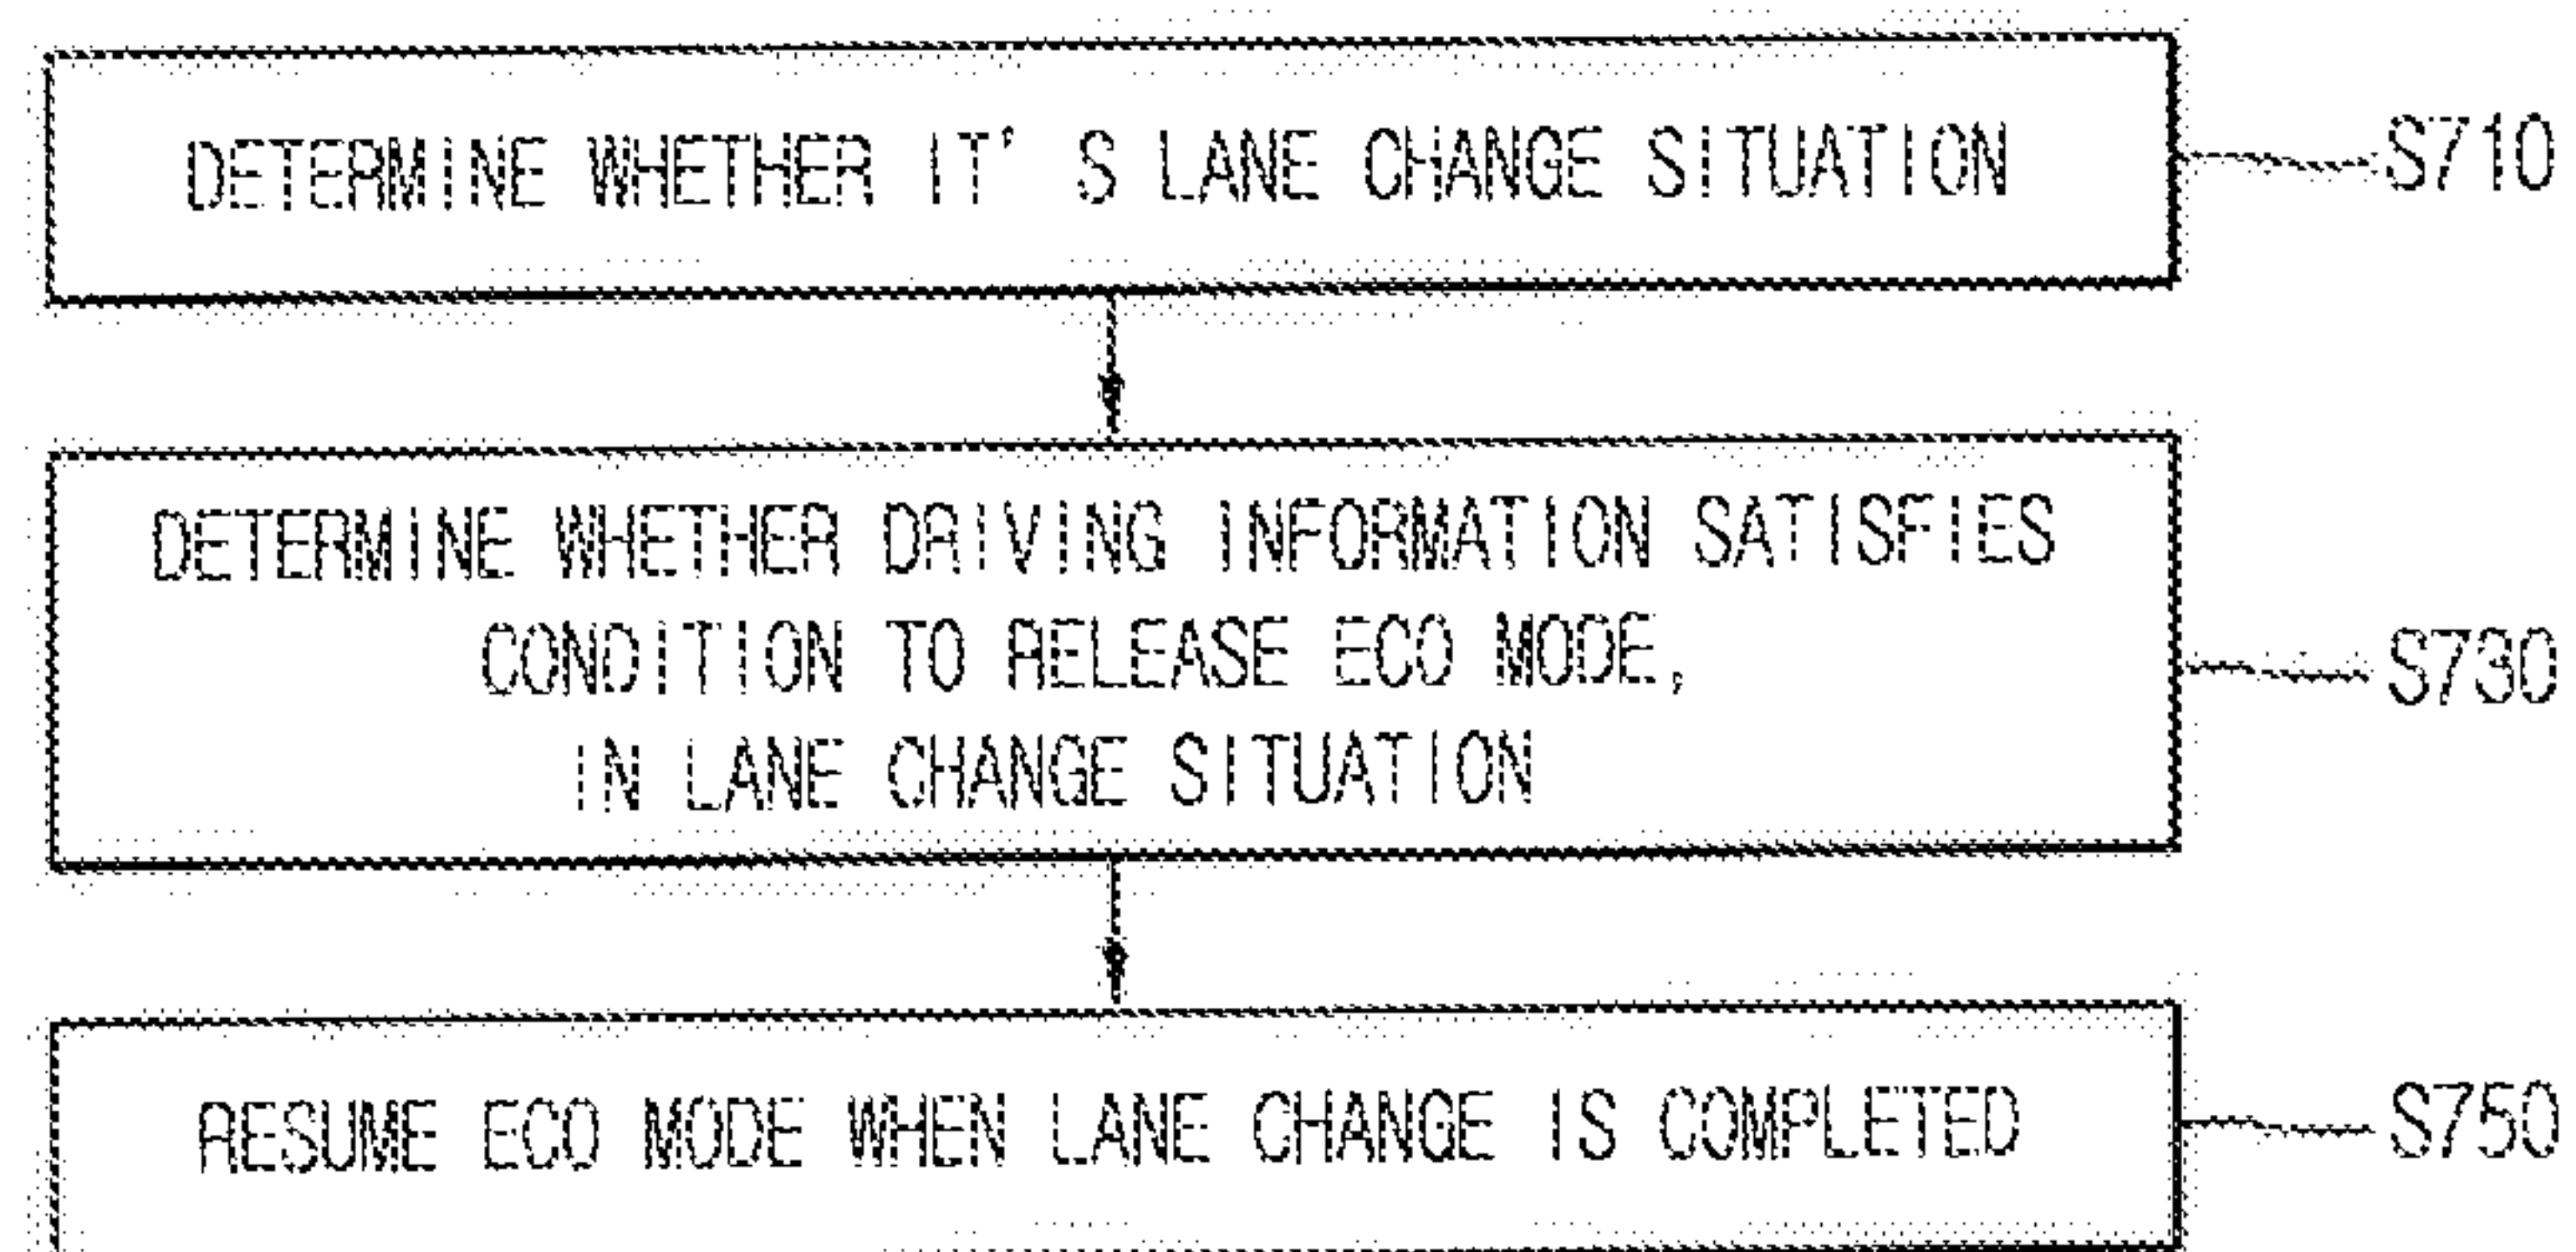 DETERMINE WHETHER IT' S LANE CHANGE SITUATION
S710
DETERMINE WHETHER DRIVING INFORMATION SATISFIES
CONDITION TO RELEASE ECO MODE,
IN LANE CHANGE SITUATION
S730
RESUME ECO MODE WHEN LANE CHANGE IS COMPLETED
S750